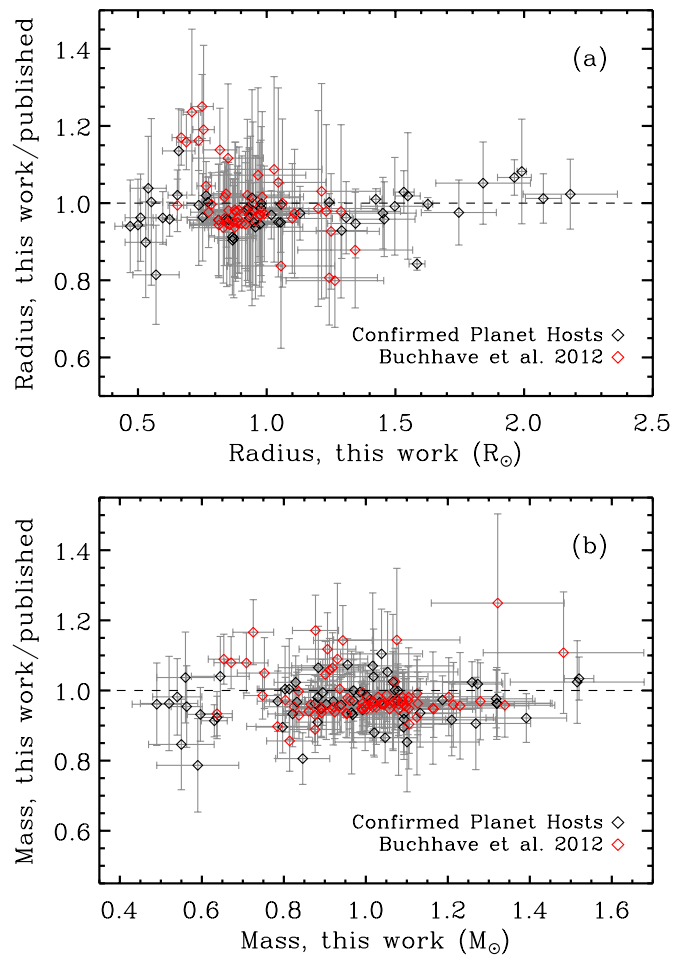 (a)
Radius, this work/published
1.4
1.2
1.0
0.8
0.6
Confirmed Planet Hosts
Buchhave et al. 2012
0.5 1.0 1.5 2.0 2.5
Radius, this work (R☉)
(b)
Mass, this work/published
1.4
1.2
1.0
0.8
0.6
Confirmed Planet Hosts
Buchhave et al. 2012
0.4 0.6 0.8 1.0 1.2 1.4 1.6
Mass, this work (M☉)